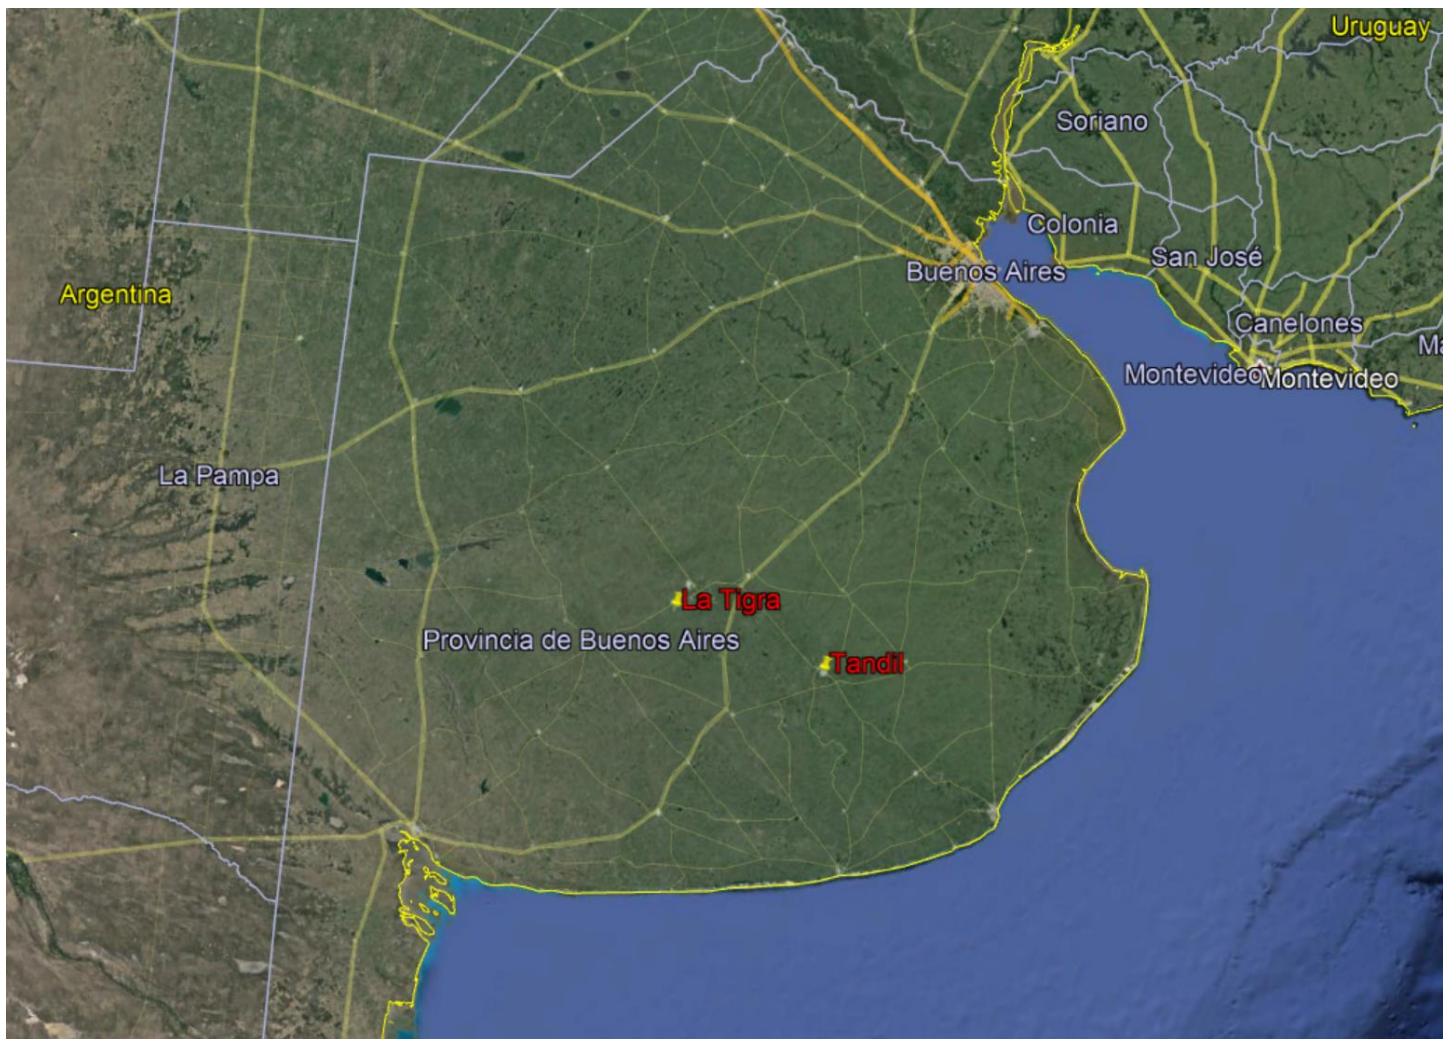 Uruguay
Soriano
Colonia
San José
Buenos Aires
Argentina
Canelones
Montevideo
Montevideo
La Pampa
La Tigra
Provincia de Buenos Aires
Tandil